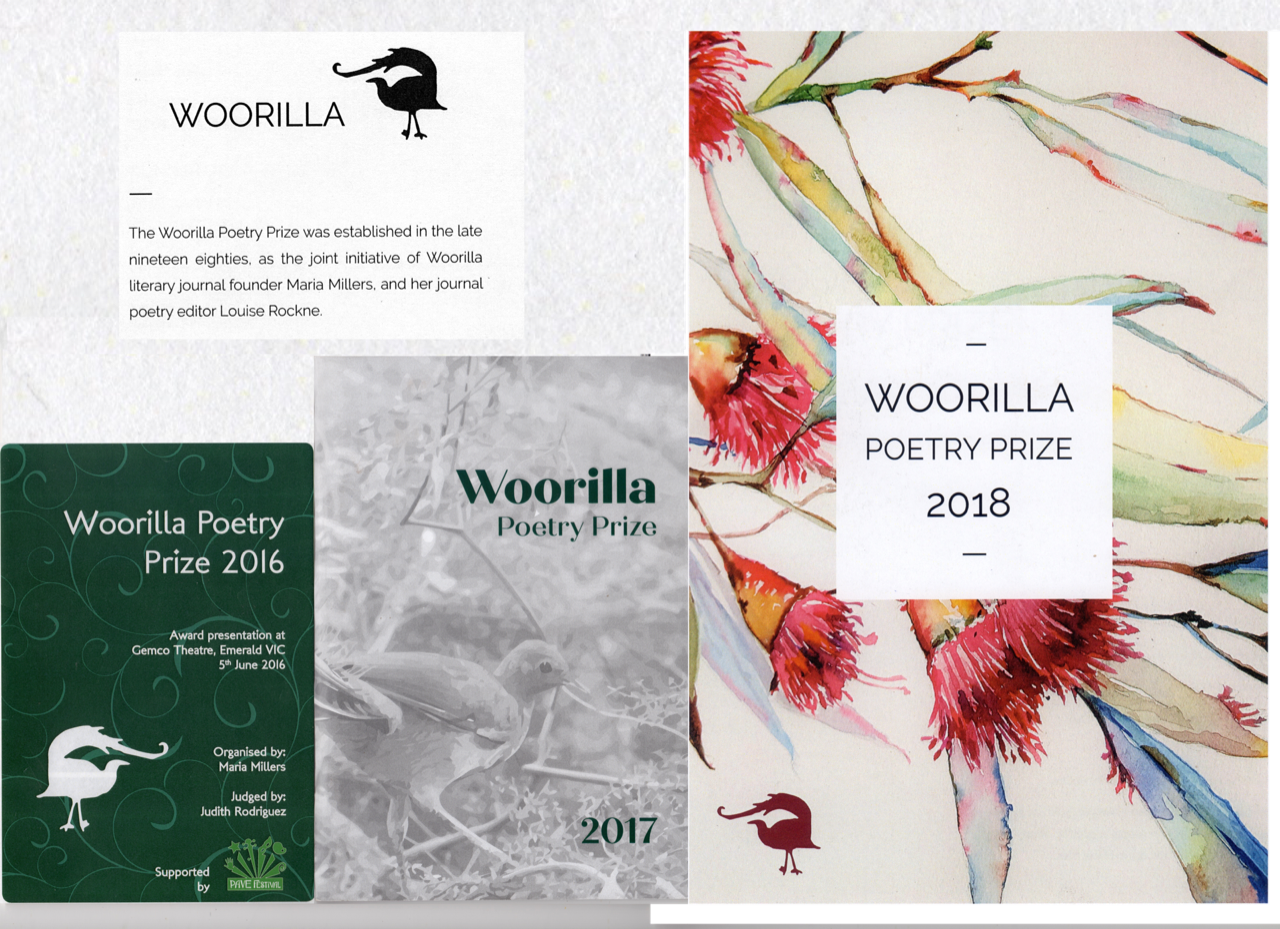 WOORILLA
The Woorilla Poetry Prize was established in the late
nineteen eighties, as the joint initiative of Woorilla
literary journal founder Maria Millers, and her journal
poetry editor Louise Rockne.
Woorilla Poetry
Prize 2016
Award presentation at
Gemco Theatre, Emerald VIC
5th June 2016
Organised by:
Maria Millers
Judged by:
Judith Rodriguez
Supported
by
PAVE FESTIVAL
Woorilla
Poetry Prize
2017
WOORILLA
POETRY PRIZE
2018